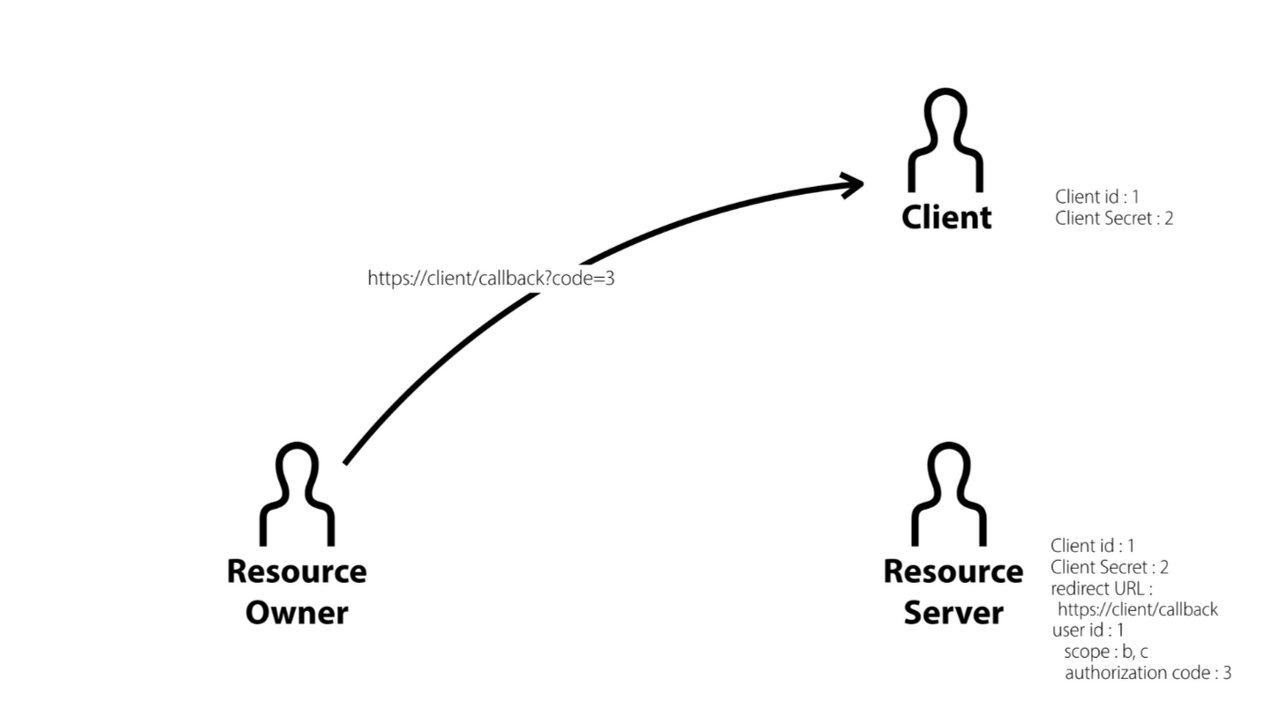 Client
Client id : 1
Client Secret : 2
https://client/callback?code=3
Resource
Owner
Resource
Server
Client id : 1
Client Secret : 2
redirect URL :
https://client/callback
user id : 1
scope : b, c
authorization code : 3